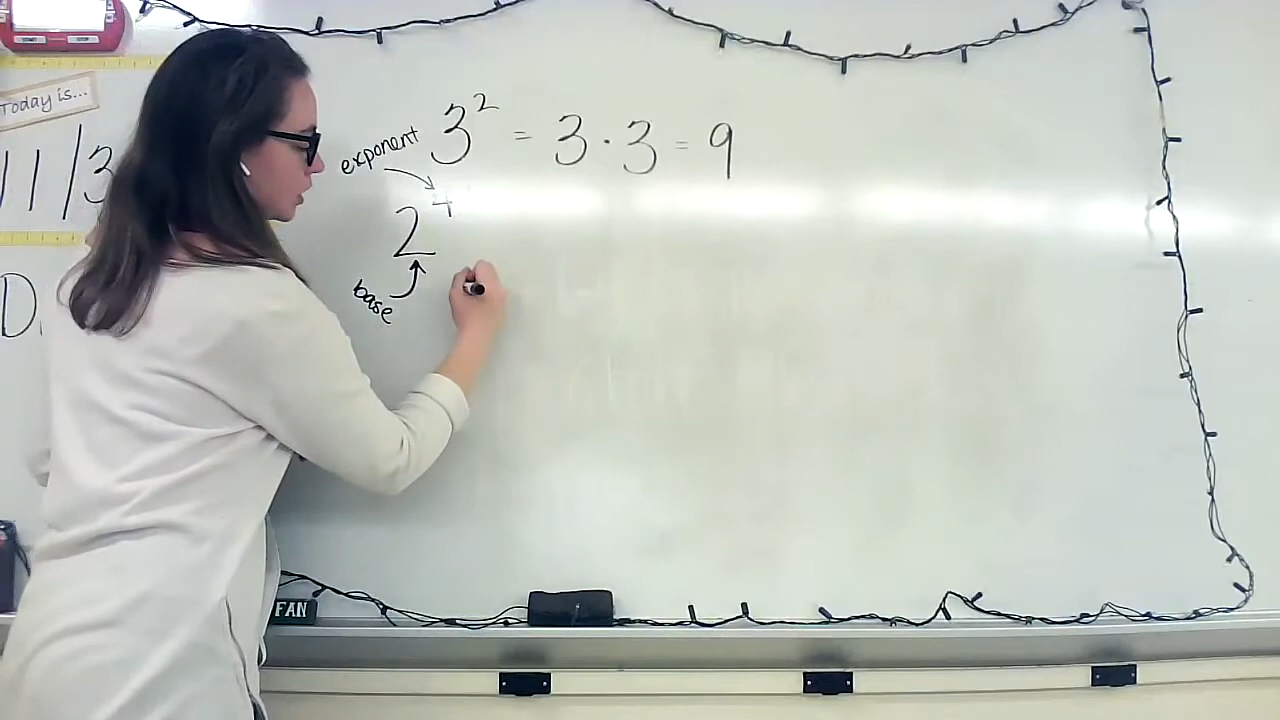 Today is...
11/3
D.
3² = 3 · 3 = 9
exponent
2⁴
base
FAN